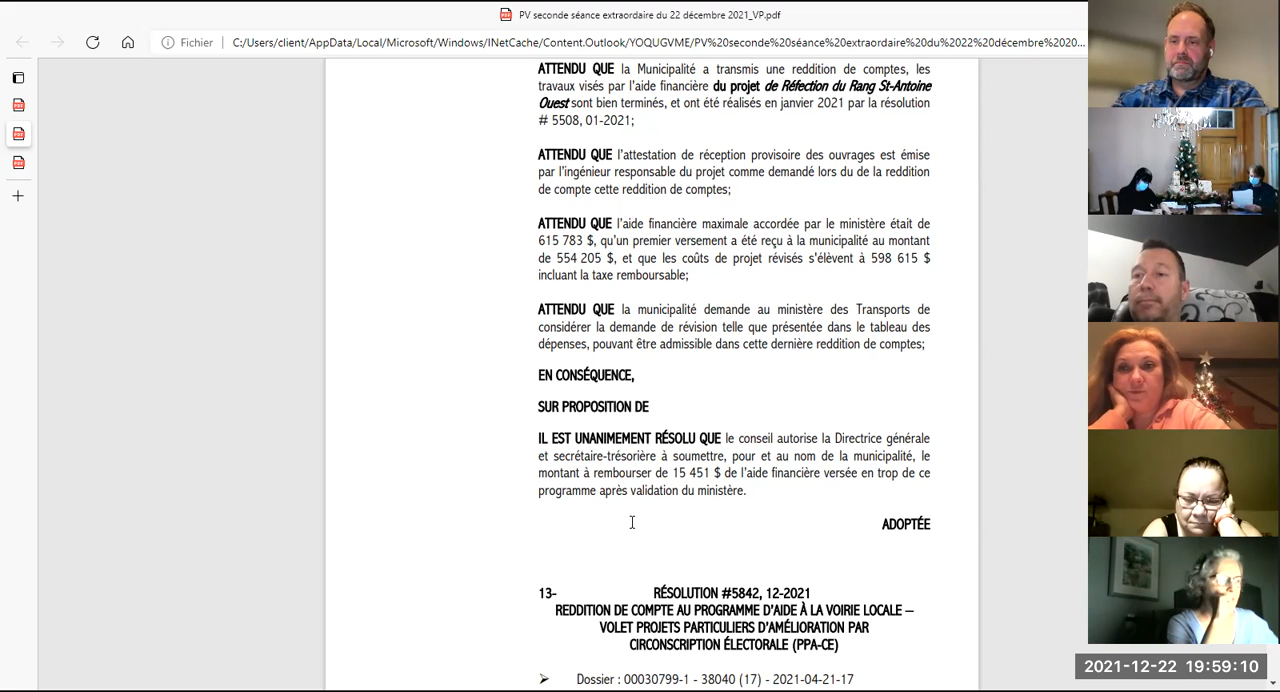 PV seconde séance extraordaire du 22 décembre 2021_VP.pdf
Fichier
C:/Users/client/AppData/Local/Microsoft/Windows/INetCache/Content.Outlook/YOQUGVME/PV%20seconde%20séance%20extraordaire%20du%2022%20décembre%2020...
ATTENDU QUE la Municipalité a transmis une reddition de comptes, les
travaux visés par l'aide financière du projet de Réfection du Rang St-Antoine
Ouest sont bien terminés, et ont été réalisés en janvier 2021 par la résolution
# 5508, 01-2021;
ATTENDU QUE l'attestation de réception provisoire des ouvrages est émise
par l'ingénieur responsable du projet comme demandé lors du de la reddition
de compte cette reddition de comptes;
ATTENDU QUE l'aide financière maximale accordée par le ministère était de
615 783 $, qu'un premier versement a été reçu à la municipalité au montant
de 554 205 $, et que les coûts de projet révisés s'élèvent à 598 615 $
incluant la taxe remboursable;
ATTENDU QUE la municipalité demande au ministère des Transports de
considérer la demande de révision telle que présentée dans le tableau des
dépenses, pouvant être admissible dans cette dernière reddition de comptes;
EN CONSÉQUENCE,
SUR PROPOSITION DE
IL EST UNANIMEMENT RÉSOLU QUE le conseil autorise la Directrice générale
et secrétaire-trésorière à soumettre, pour et au nom de la municipalité, le
montant à rembourser de 15 451 $ de l'aide financière versée en trop de ce
programme après validation du ministère.
ADOPTÉE
13- RÉSOLUTION #5842, 12-2021
REDDITION DE COMPTE AU PROGRAMME D'AIDE À LA VOIRIE LOCALE –
VOLET PROJETS PARTICULIERS D'AMÉLIORATION PAR
CIRCONSCRIPTION ÉLECTORALE (PPA-CE)
➢ Dossier : 00030799-1 - 38040 (17) - 2021-04-21-17
2021-12-22 19:59:10